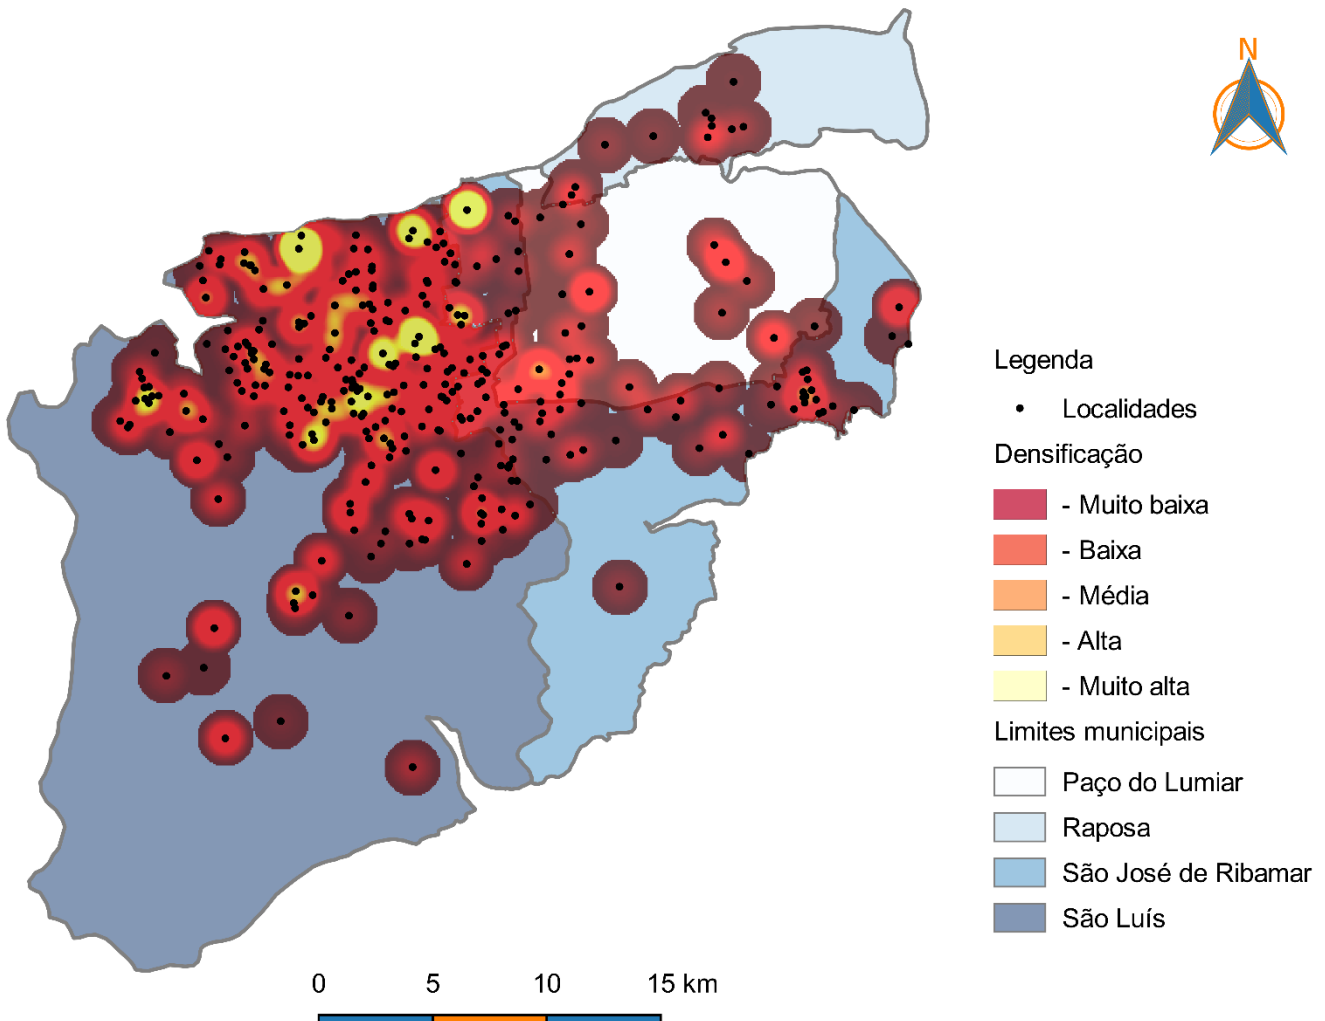 N
Legenda
Localidades
Densificação
- Muito baixa
- Baixa
- Média
- Alta
- Muito alta
Limites municipais
Paço do Lumiar
Raposa
São José de Ribamar
São Luís
0 5 10 15 km